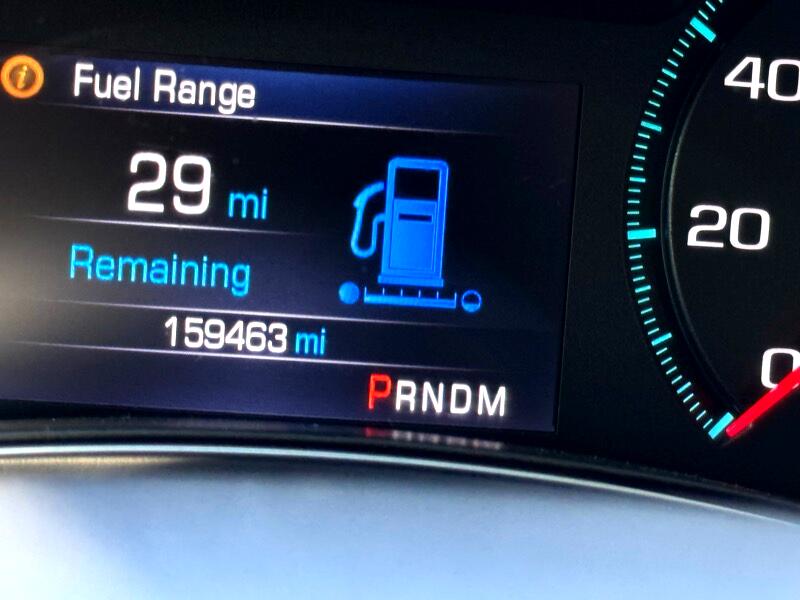 i
Fuel Range
29 mi
Remaining
159463 mi
PRNDM
40
20
0